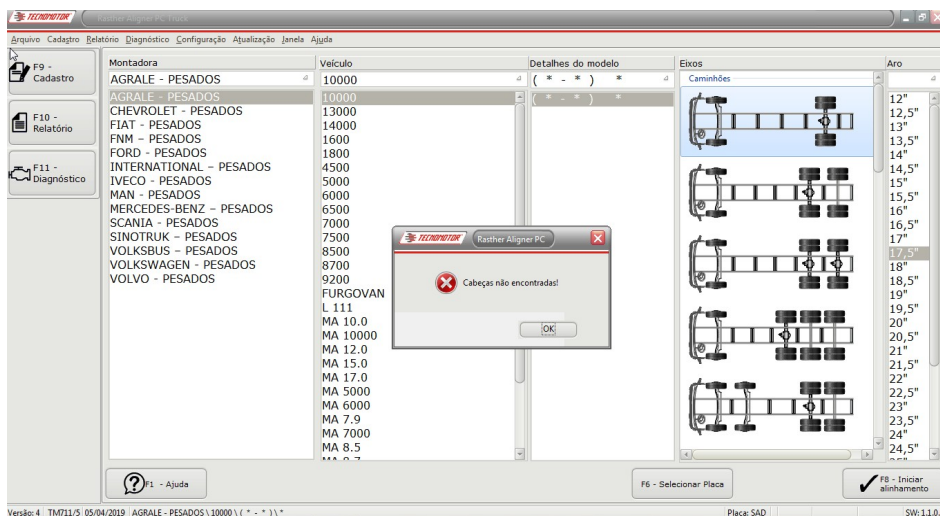 TECNOMOTOR
Rasther Aligner PC Truck
Arquivo Cadastro Relatório Diagnóstico Configuração Atualização Janela Ajuda
F9 -
Cadastro
F10 -
Relatório
F11 -
Diagnóstico
Montadora
AGRALE - PESADOS
AGRALE - PESADOS
CHEVROLET - PESADOS
FIAT - PESADOS
FNM – PESADOS
FORD - PESADOS
INTERNATIONAL – PESADOS
IVECO - PESADOS
MAN - PESADOS
MERCEDES-BENZ – PESADOS
SCANIA - PESADOS
SINOTRUK – PESADOS
VOLKSBUS – PESADOS
VOLKSWAGEN - PESADOS
VOLVO - PESADOS
Veículo
10000
10000
13000
14000
1600
1800
4500
5000
6000
6500
7000
7500
8500
8700
9200
FURGOVAN
L 111
MA 10.0
MA 10000
MA 12.0
MA 15.0
MA 17.0
MA 5000
MA 6000
MA 7.9
MA 7000
MA 8.5
Detalhes do modelo
( * - * ) *
( * - * ) *
Eixos
Caminhões
Aro
12"
12,5"
13"
13,5"
14"
14,5"
15"
15,5"
16"
16,5"
17"
17,5"
18"
18,5"
19"
19,5"
20"
20,5"
21"
21,5"
22"
22,5"
23"
23,5"
24"
24,5"
TECNOMOTOR
Rasther Aligner PC
Cabeças não encontradas!
OK
F1 - Ajuda
F6 - Selecionar Placa
F8 - Iniciar
alinhamento
Versão: 4 TM711/5 05/04/2019 AGRALE - PESADOS \ 10000 \ ( * - * ) \ *
Placa: SAD
SW: 1.1.0.